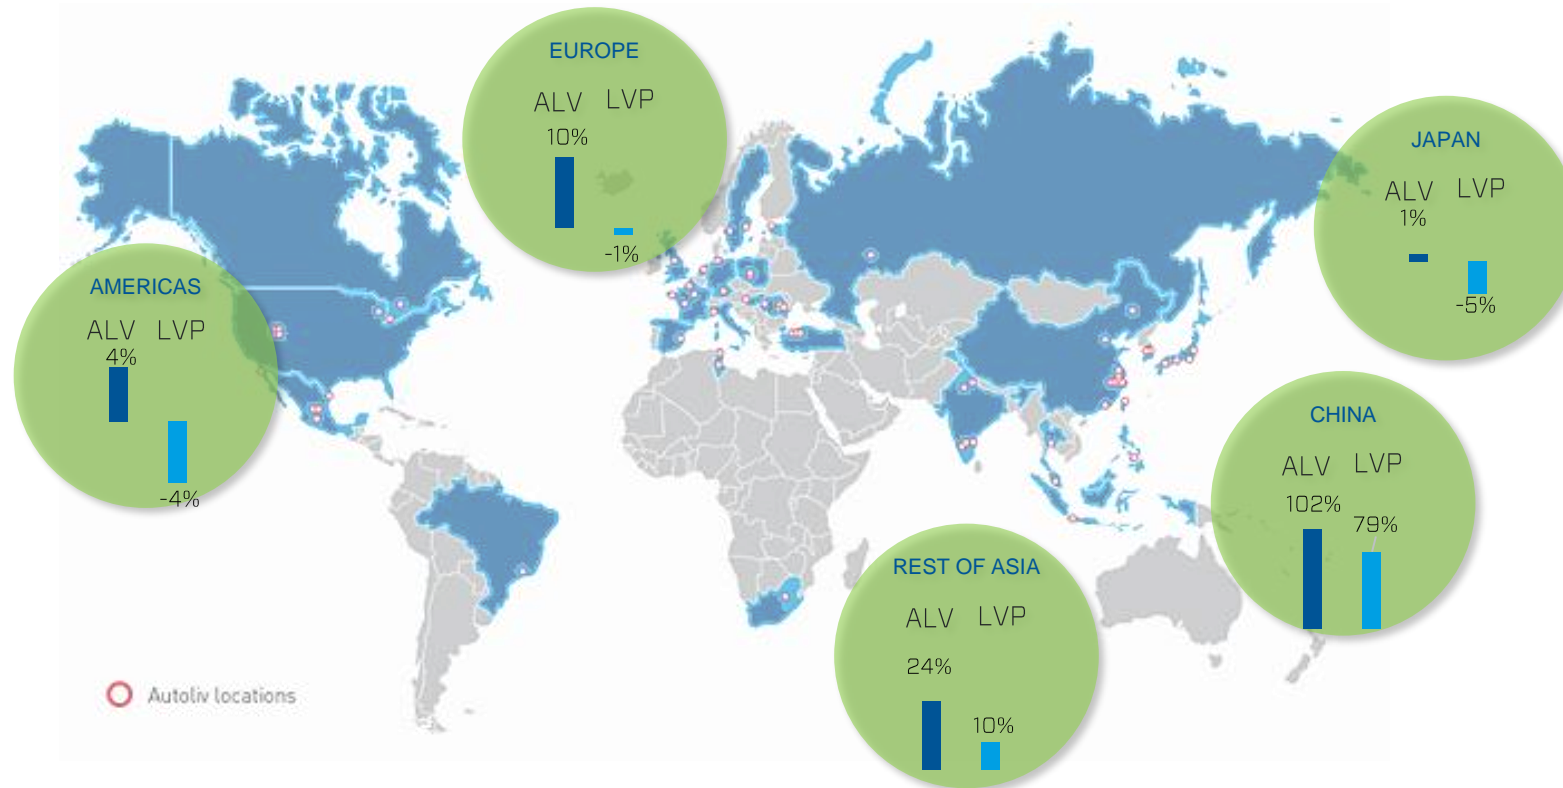 EUROPE
ALV LVP
10%
-1%
JAPAN
ALV LVP
1%
-5%
AMERICAS
ALV LVP
4%
-4%
CHINA
ALV LVP
102%
79%
REST OF ASIA
ALV LVP
24%
10%
Autoliv locations